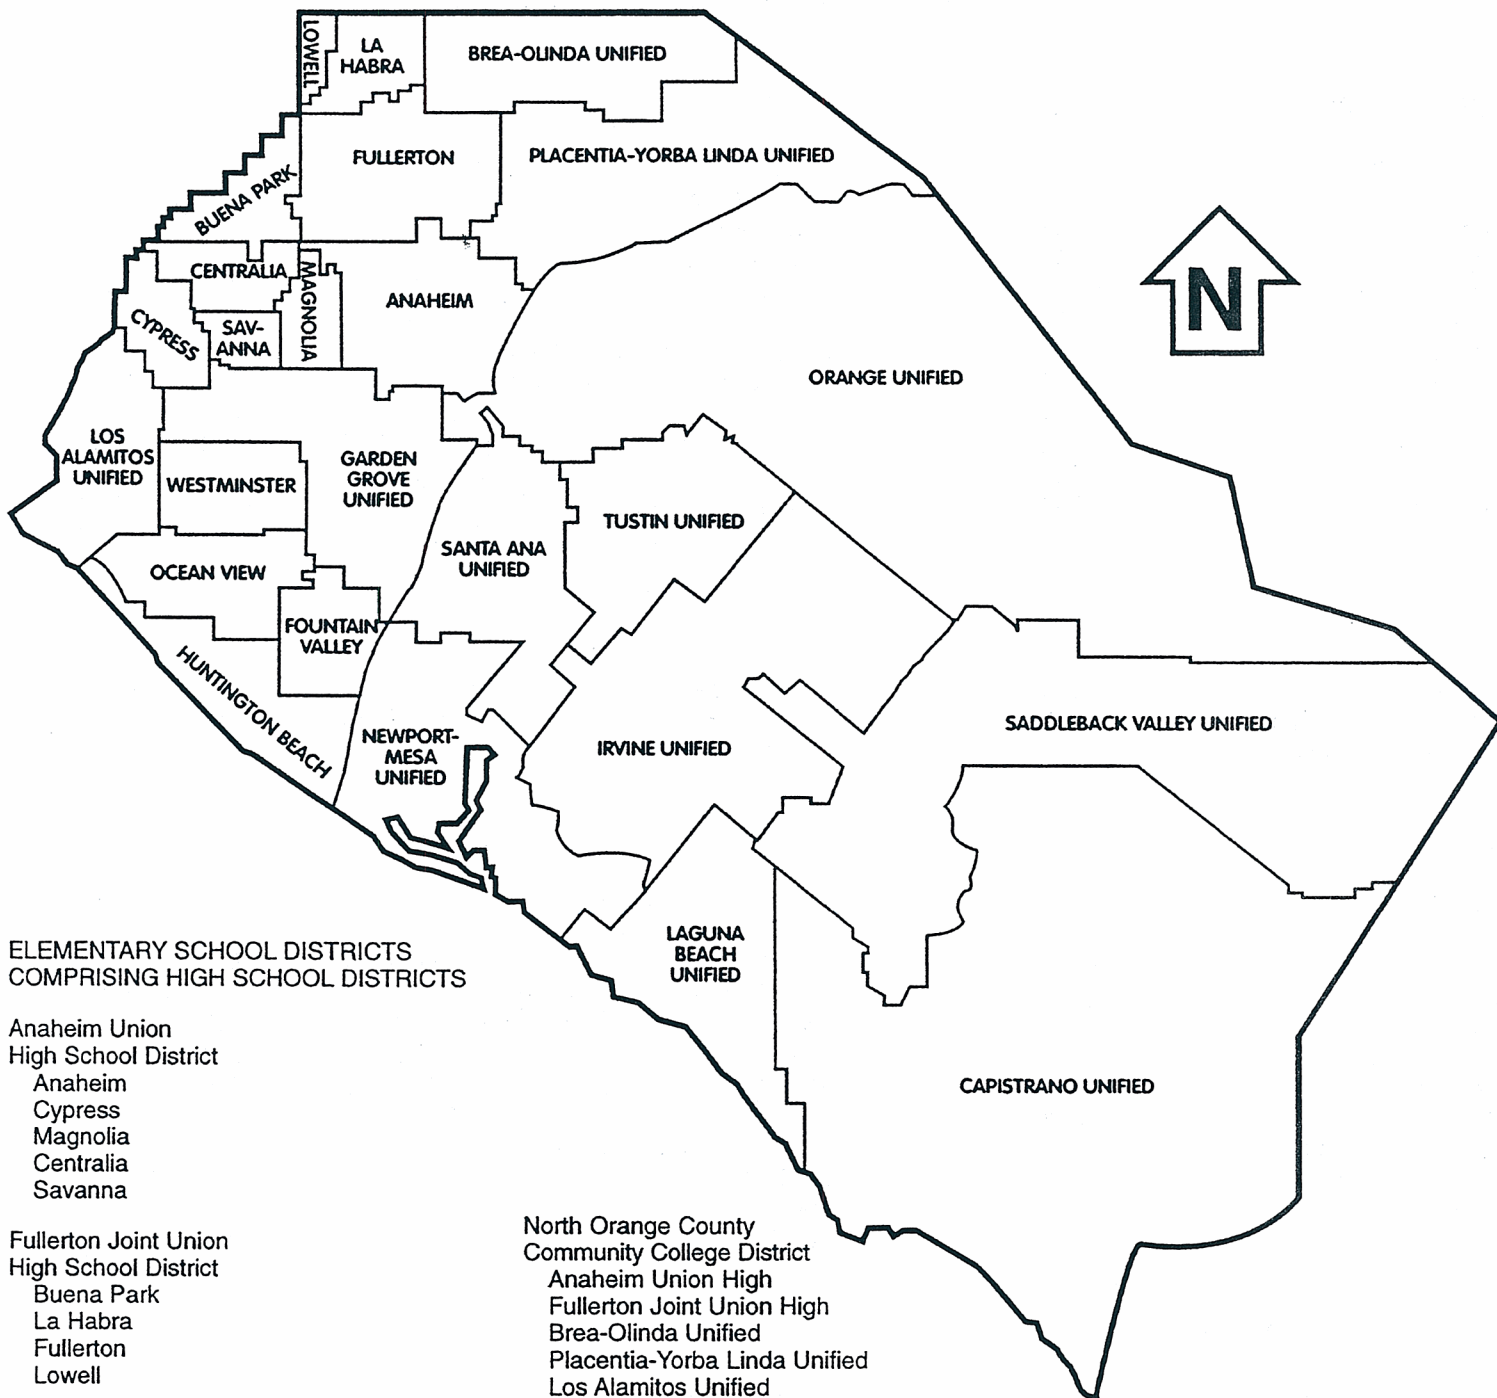 LOWELL
LA
HABRA
BREA-OLINDA UNIFIED
FULLERTON
PLACENTIA-YORBA LINDA UNIFIED
BUENA PARK
CENTRALIA
MAGNOLIA
ANAHEIM
CYPRESS
SAV-
ANNA
N
ORANGE UNIFIED
LOS
ALAMITOS
UNIFIED
WESTMINSTER
GARDEN
GROVE
UNIFIED
TUSTIN UNIFIED
SANTA ANA
UNIFIED
OCEAN VIEW
FOUNTAIN
VALLEY
HUNTINGTON BEACH
NEWPORT-
MESA
UNIFIED
IRVINE UNIFIED
SADDLEBACK VALLEY UNIFIED
LAGUNA
BEACH
UNIFIED
CAPISTRANO UNIFIED
ELEMENTARY SCHOOL DISTRICTS
COMPRISING HIGH SCHOOL DISTRICTS
Anaheim Union
High School District
Anaheim
Cypress
Magnolia
Centralia
Savanna
Fullerton Joint Union
High School District
Buena Park
La Habra
Fullerton
Lowell
North Orange County
Community College District
Anaheim Union High
Fullerton Joint Union High
Brea-Olinda Unified
Placentia-Yorba Linda Unified
Los Alamitos Unified